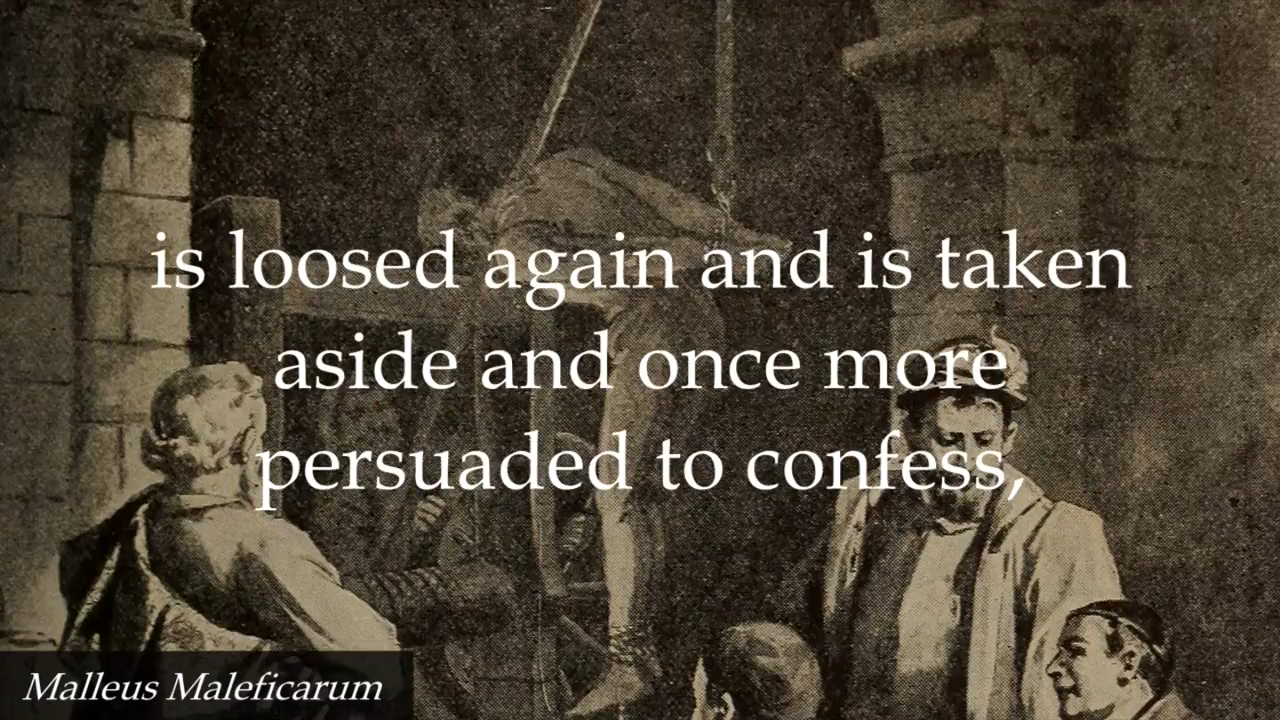 is loosed again and is taken
aside and once more
persuaded to confess,
Malleus Maleficarum